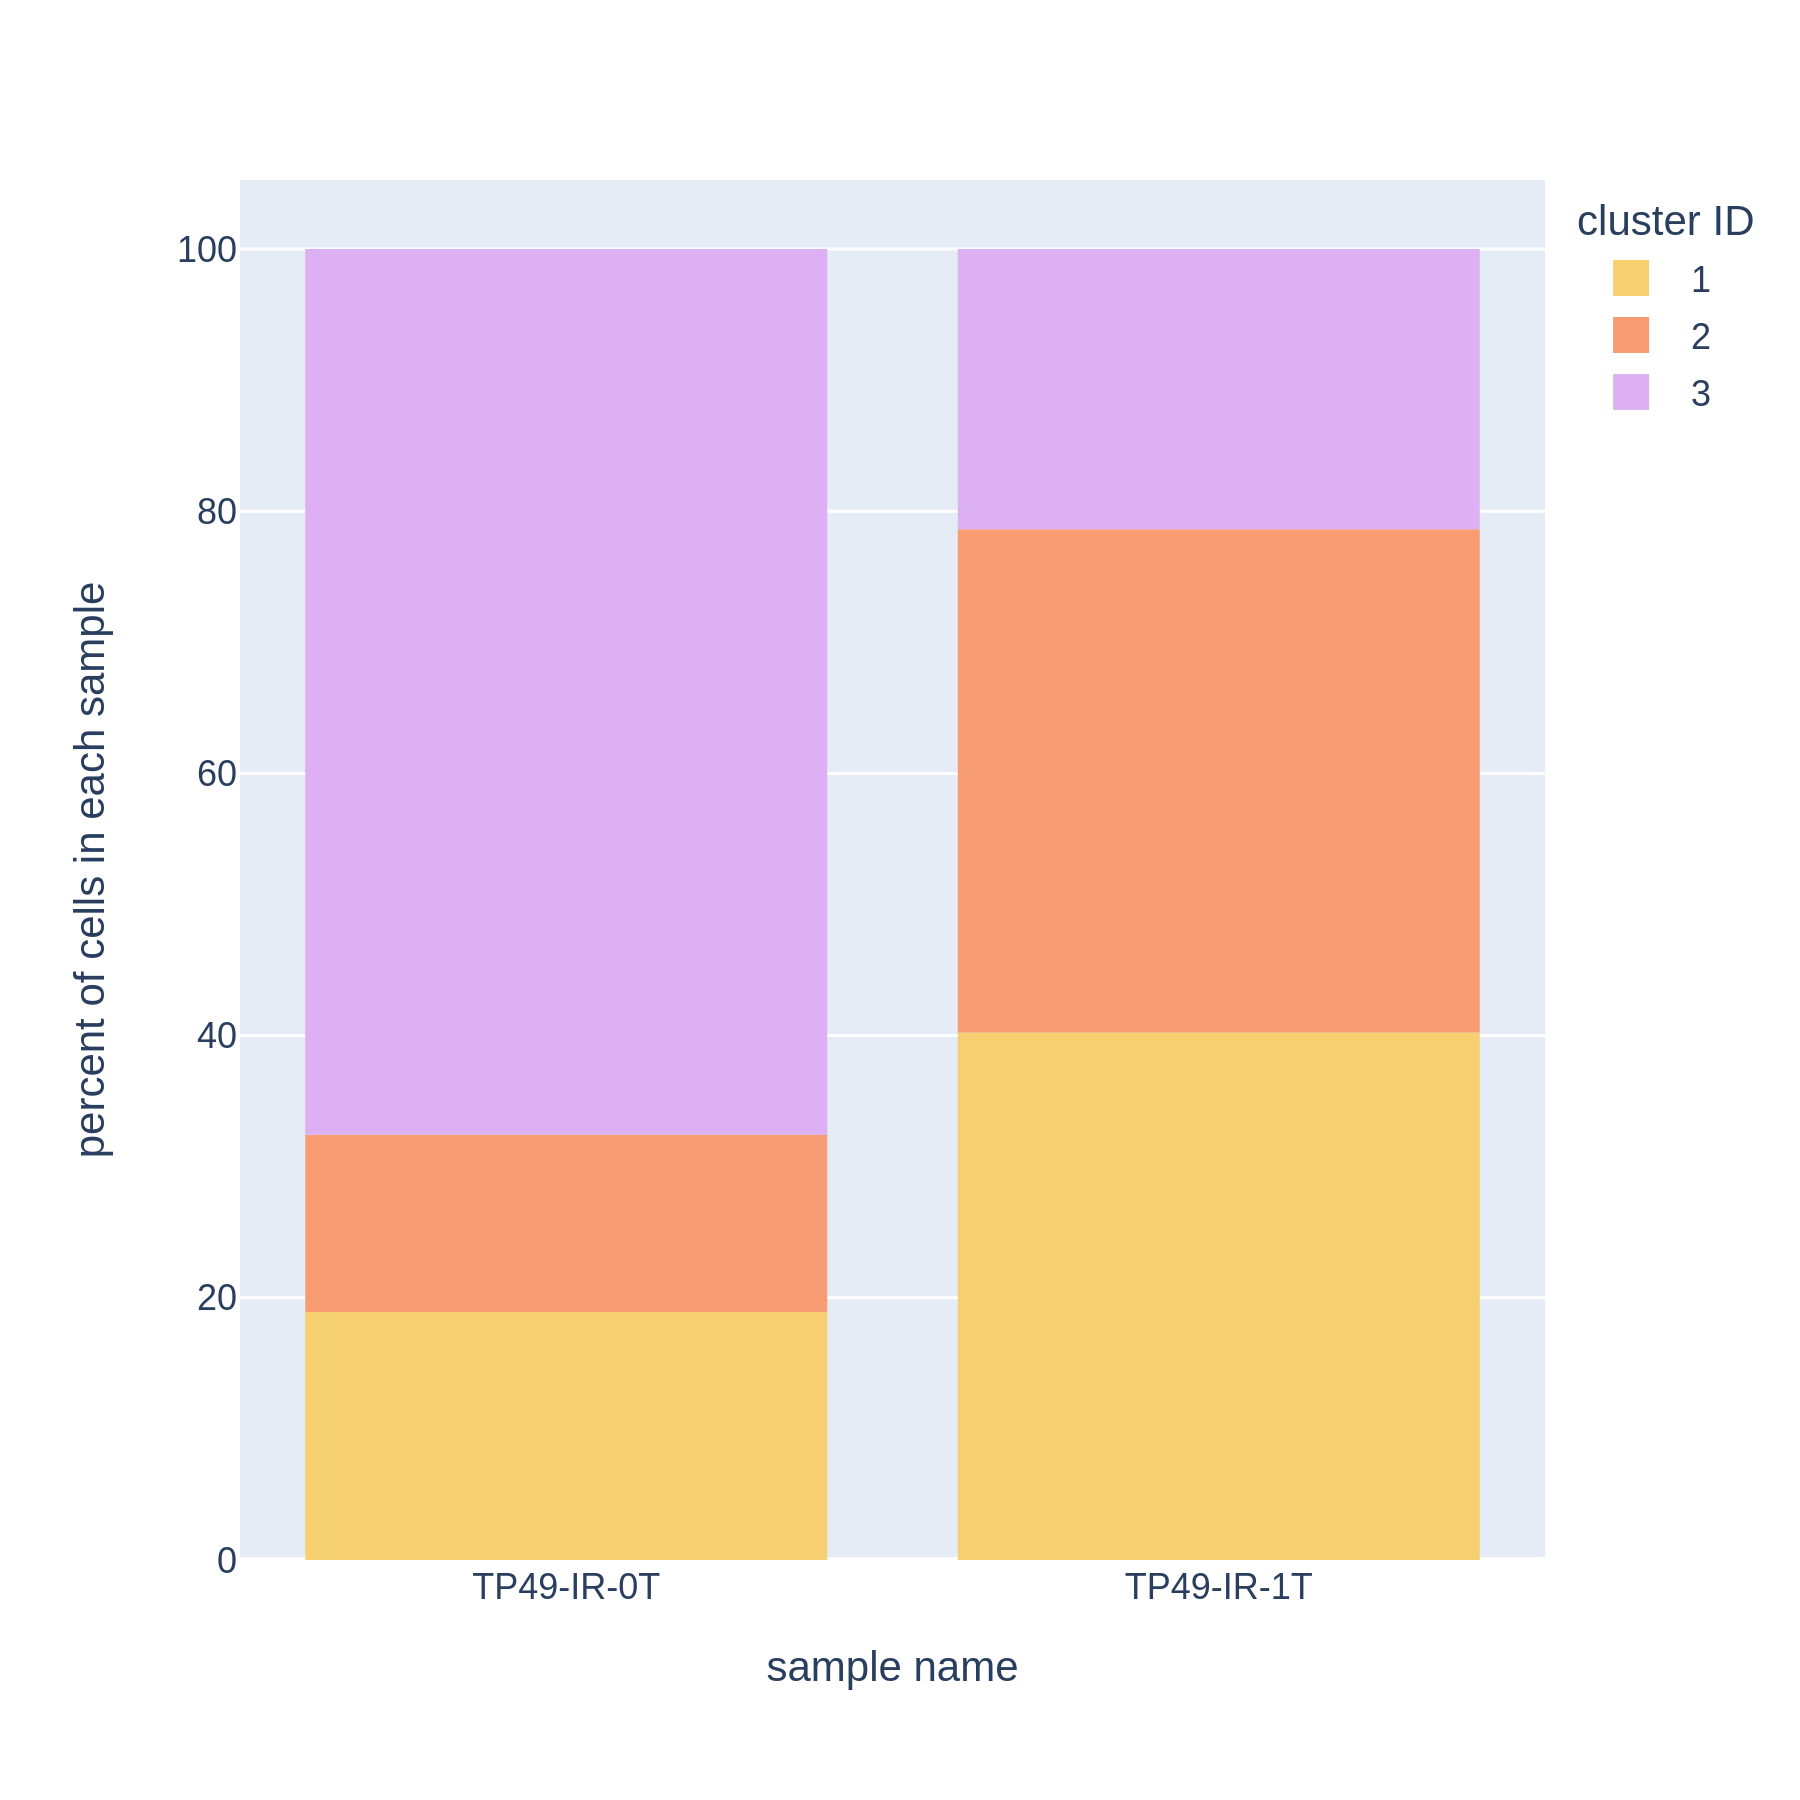 cluster ID
1
2
3
percent of cells in each sample
100
80
60
40
20
0
TP49-IR-0T
TP49-IR-1T
sample name